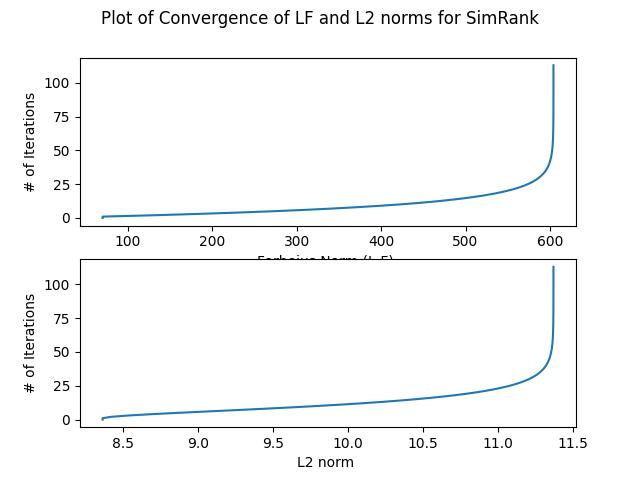 Plot of Convergence of LF and L2 norms for SimRank
100
75
50
25
0
# of Iterations
100 200 300 400 500 600
100
75
50
25
0
# of Iterations
8.5 9.0 9.5 10.0 10.5 11.0 11.5
L2 norm